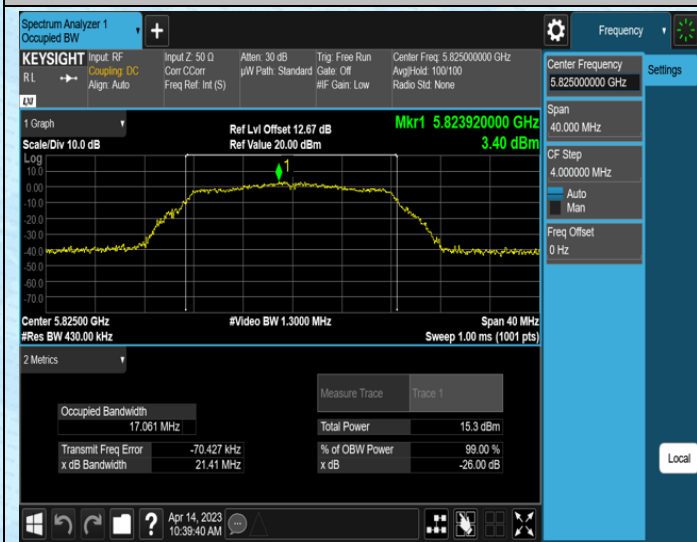 Spectrum Analyzer 1
Occupied BW
Frequency
KEYSIGHT
RL
LXI
Input: RF
Coupling: DC
Align: Auto
Input Z: 50 Ω
Corr CCorr
Freq Ref: Int (S)
Atten: 30 dB
µW Path: Standard
Trig: Free Run
Gate: Off
#IF Gain: Low
Center Freq: 5.825000000 GHz
Avg|Hold: 100/100
Radio Std: None
Center Frequency
5.825000000 GHz
Settings
Span
40.000 MHz
CF Step
4.000000 MHz
Auto
Man
Freq Offset
0 Hz
Local
1 Graph
Scale/Div 10.0 dB
Ref Lvl Offset 12.67 dB
Ref Value 20.00 dBm
Mkr1 5.823920000 GHz
3.40 dBm
Log
10.0
0.00
-10.0
-20.0
-30.0
-40.0
-50.0
-60.0
-70.0
1
Center 5.82500 GHz
#Video BW 1.3000 MHz
Span 40 MHz
#Res BW 430.00 kHz
Sweep 1.00 ms (1001 pts)
2 Metrics
Measure Trace
Trace 1
Occupied Bandwidth
17.061 MHz
Total Power
15.3 dBm
Transmit Freq Error
-70.427 kHz
% of OBW Power
99.00 %
x dB Bandwidth
21.41 MHz
x dB
-26.00 dB
?
Apr 14, 2023
10:39:40 AM